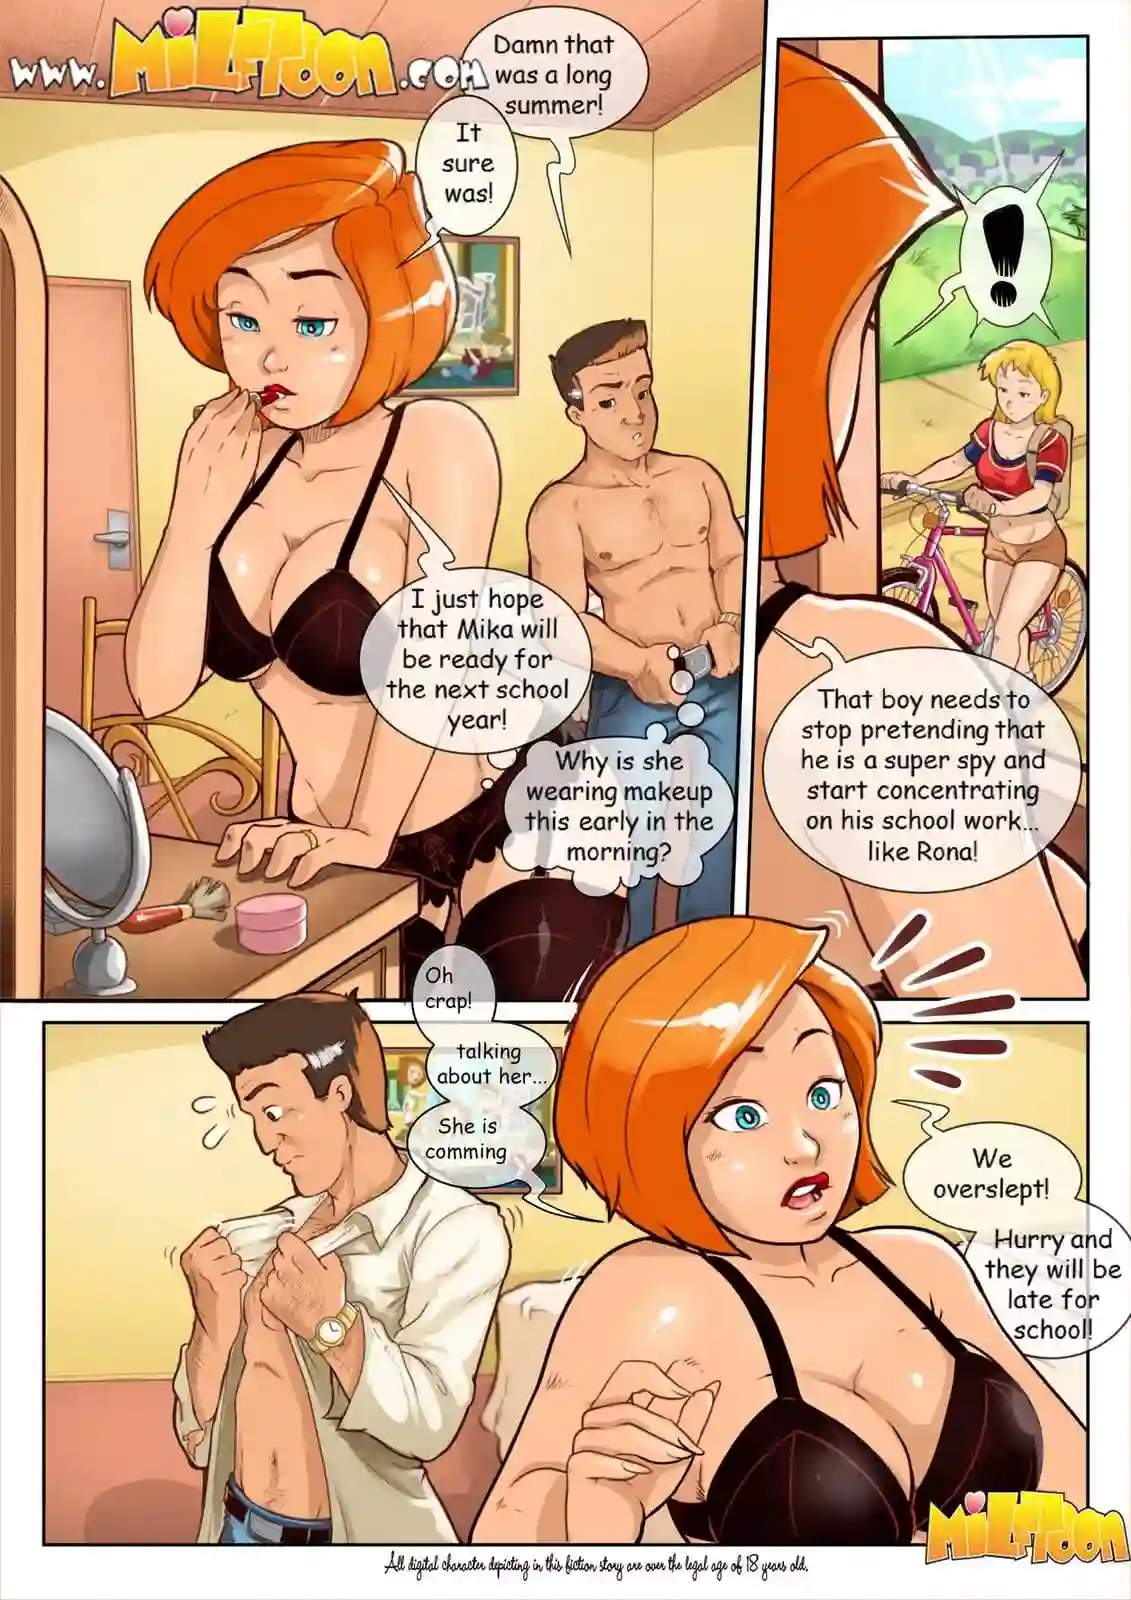 www.MilfToon.com
Damn that
was a long
summer!
It
sure
was!
I just hope
that Mika will
be ready for
the next school
year!
Why is she
wearing makeup
this early in the
morning?
!
That boy needs to
stop pretending that
he is a super spy and
start concentrating
on his school work...
like Rona!
Oh
crap!
talking
about her...
She is
comming
We
overslept!
Hurry and
they will be
late for
school!
MilfToon
All digital character depicting in this fiction story are over the legal age of 18 years old.